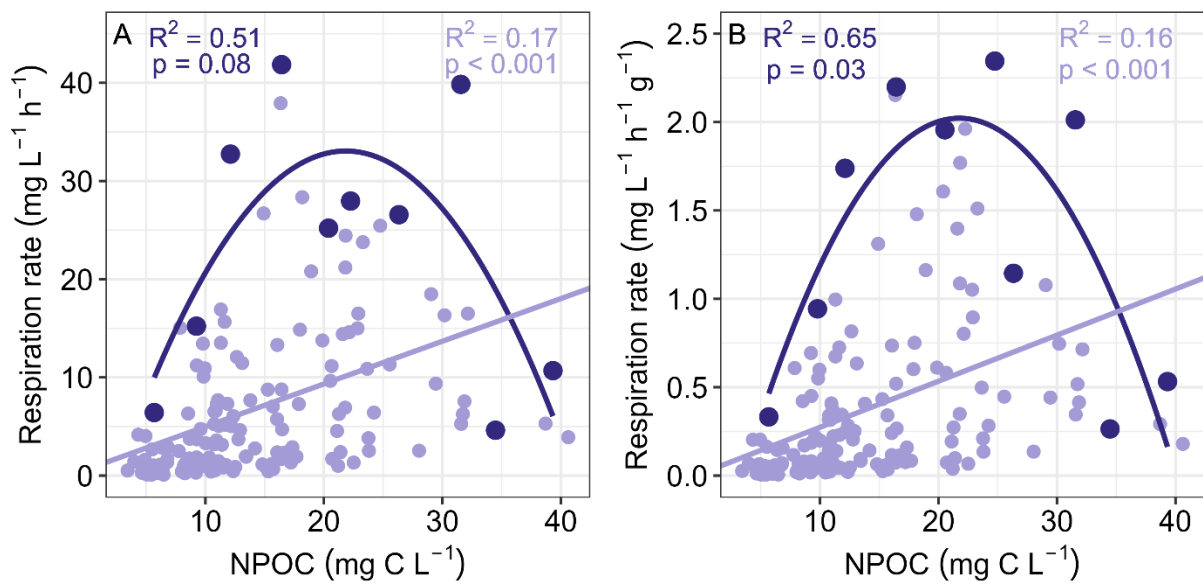 A
R² = 0.51
p = 0.08
R² = 0.17
p < 0.001
40
30
20
10
0
Respiration rate (mg L⁻¹ h⁻¹)
10
20
30
40
NPOC (mg C L⁻¹)
B
R² = 0.65
p = 0.03
R² = 0.16
p < 0.001
2.5
2.0
1.5
1.0
0.5
0.0
Respiration rate (mg L⁻¹ h⁻¹ g⁻¹)
10
20
30
40
NPOC (mg C L⁻¹)